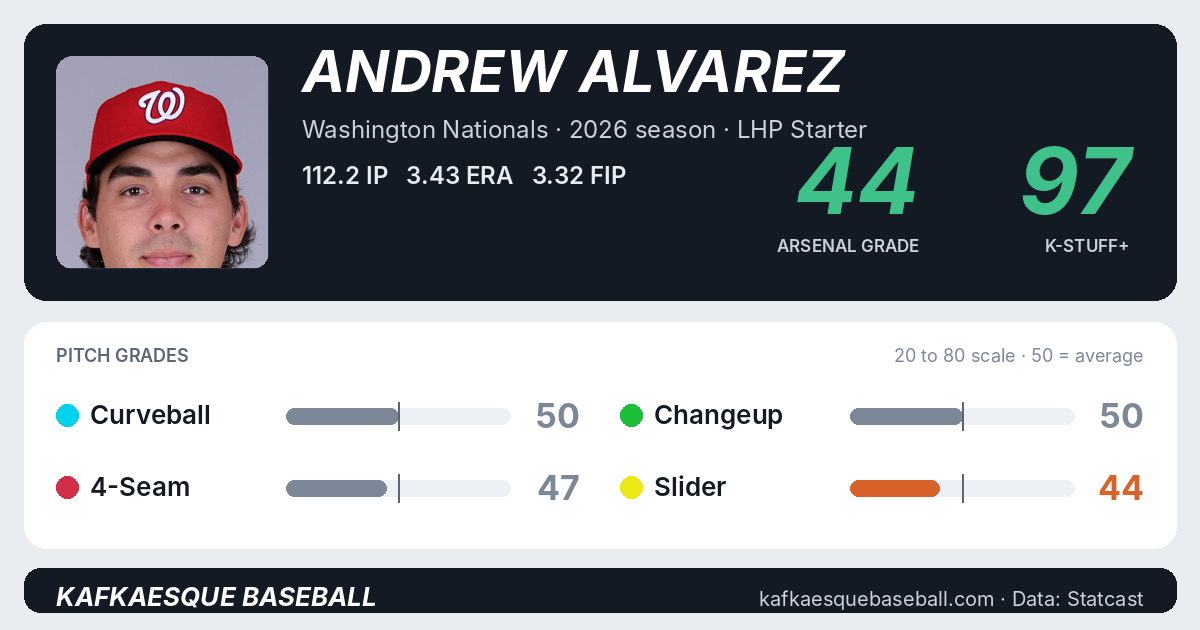 ANDREW ALVAREZ
Washington Nationals · 2026 season · LHP Starter
112.2 IP 3.43 ERA 3.32 FIP
44 97
ARSENAL GRADE K-STUFF+
W
PITCH GRADES 20 to 80 scale · 50 = average
Curveball 50 Changeup 50
4-Seam 47 Slider 44
KAFKAESQUE BASEBALL kafkaesquebaseball.com · Data: Statcast